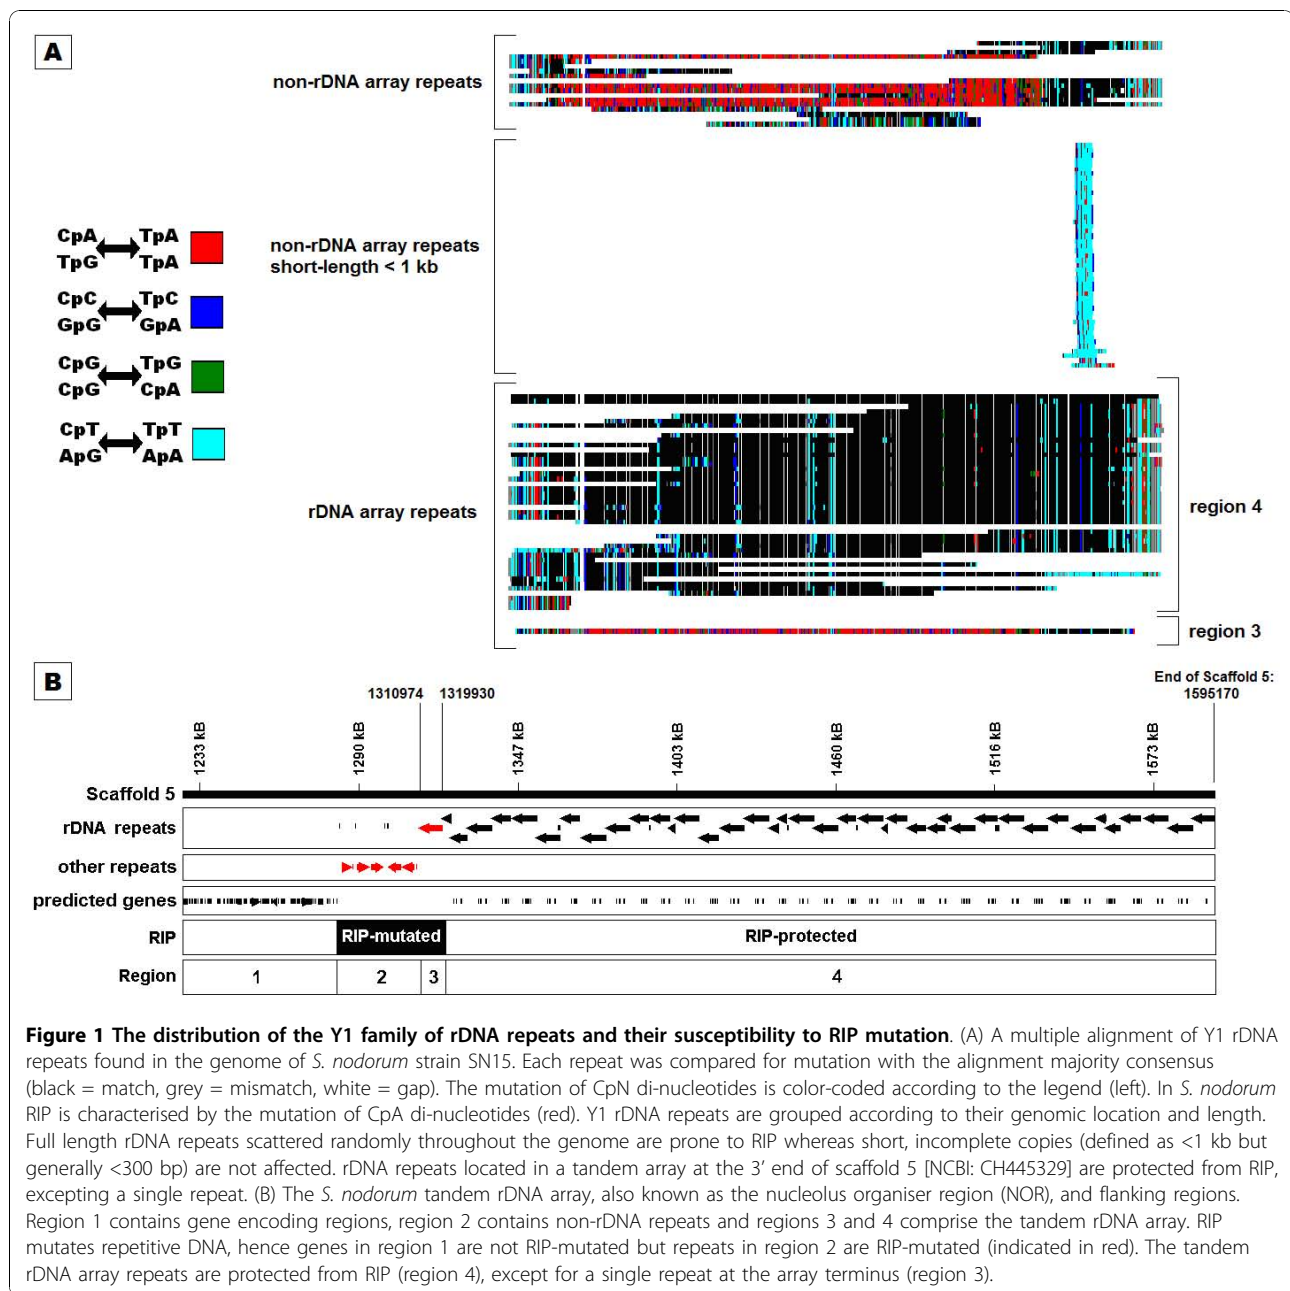 A
non-rDNA array repeats
non-rDNA array repeats
short-length < 1 kb
CpA TpA
TpG TpA
CpC TpC
GpG GpA
CpG TpG
CpG CpA
CpT TpT
ApG ApA
rDNA array repeats
region 4
region 3
B
1310974 1319930
End of Scaffold 5:
1595170
1233 kB 1290 kB 1347 kB 1403 kB 1460 kB 1516 kB 1573 kB
Scaffold 5
rDNA repeats
other repeats
predicted genes
RIP RIP-mutated RIP-protected
Region 1 2 3 4
Figure 1 The distribution of the Y1 family of rDNA repeats and their susceptibility to RIP mutation. (A) A multiple alignment of Y1 rDNA
repeats found in the genome of S. nodorum strain SN15. Each repeat was compared for mutation with the alignment majority consensus
(black = match, grey = mismatch, white = gap). The mutation of CpN di-nucleotides is color-coded according to the legend (left). In S. nodorum
RIP is characterised by the mutation of CpA di-nucleotides (red). Y1 rDNA repeats are grouped according to their genomic location and length.
Full length rDNA repeats scattered randomly throughout the genome are prone to RIP whereas short, incomplete copies (defined as <1 kb but
generally <300 bp) are not affected. rDNA repeats located in a tandem array at the 3′ end of scaffold 5 [NCBI: CH445329] are protected from RIP,
excepting a single repeat. (B) The S. nodorum tandem rDNA array, also known as the nucleolus organiser region (NOR), and flanking regions.
Region 1 contains gene encoding regions, region 2 contains non-rDNA repeats and regions 3 and 4 comprise the tandem rDNA array. RIP
mutates repetitive DNA, hence genes in region 1 are not RIP-mutated but repeats in region 2 are RIP-mutated (indicated in red). The tandem
rDNA array repeats are protected from RIP (region 4), except for a single repeat at the array terminus (region 3).